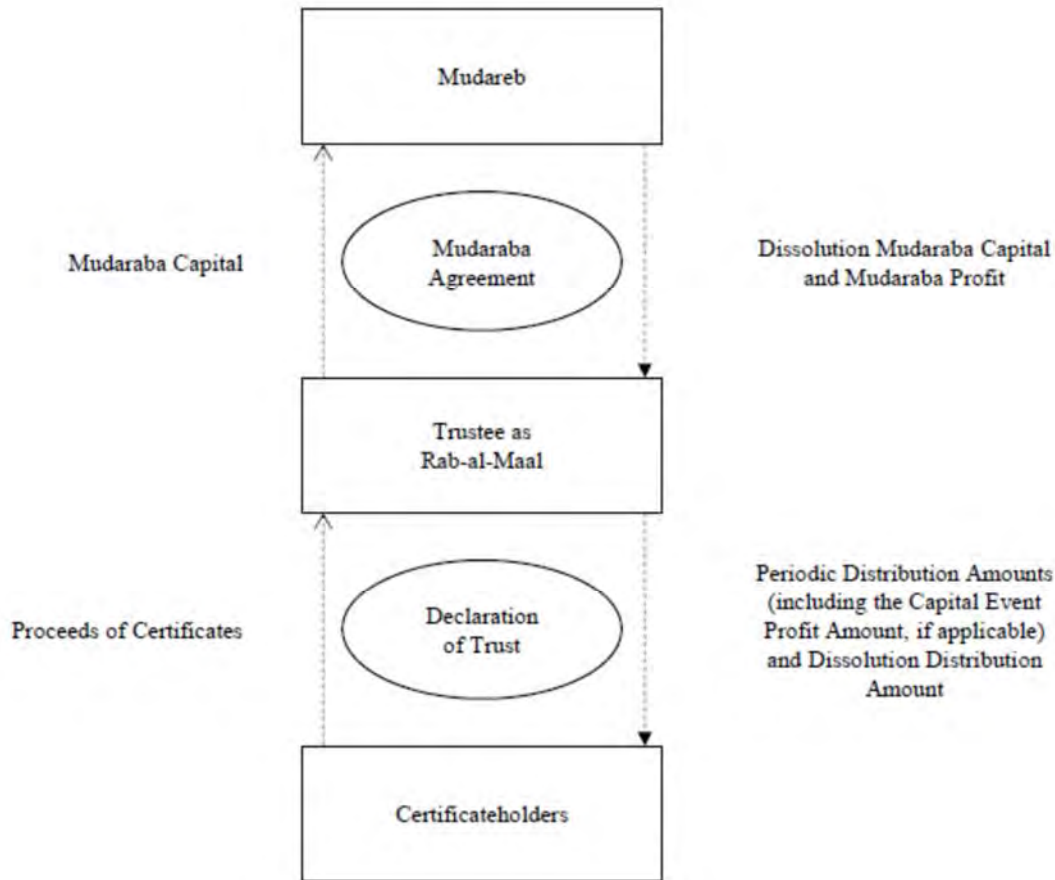 Mudareb
Mudaraba Capital
Mudaraba
Agreement
Dissolution Mudaraba Capital
and Mudaraba Profit
Trustee as
Rab-al-Maal
Proceeds of Certificates
Declaration
of Trust
Periodic Distribution Amounts
(including the Capital Event
Profit Amount, if applicable)
and Dissolution Distribution
Amount
Certificateholders